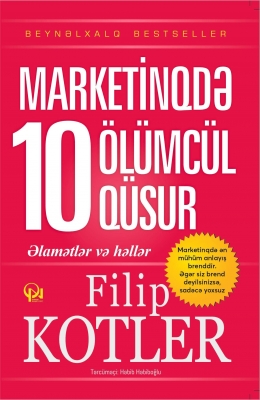 BEYNƏLXALQ BESTSELLER
MARKETİNQDƏ
10 ÖLÜMCÜL
QÜSUR
Əlamətlər və həllər
Marketinqdə ən
mühüm anlayış
brenddir.
Əgər siz brend
deyilsinizsə,
sadəcə yoxsuz
Filip
KOTLER
Tərcüməçi: Həbib Həbiboğlu